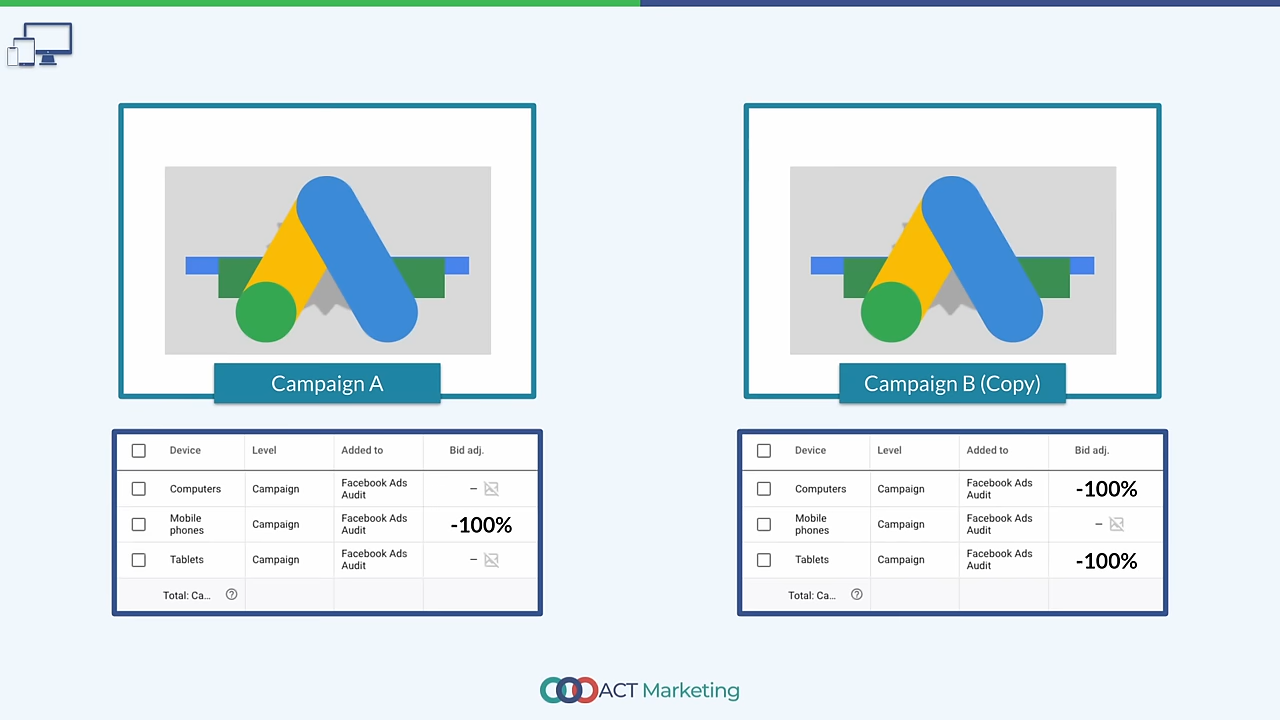 Campaign A
Campaign B (Copy)
Device Level Added to Bid adj.
Computers Campaign Facebook Ads Audit –
Mobile phones Campaign Facebook Ads Audit -100%
Tablets Campaign Facebook Ads Audit –
Total: Ca... ?
Device Level Added to Bid adj.
Computers Campaign Facebook Ads Audit -100%
Mobile phones Campaign Facebook Ads Audit –
Tablets Campaign Facebook Ads Audit -100%
Total: Ca... ?
ACT Marketing